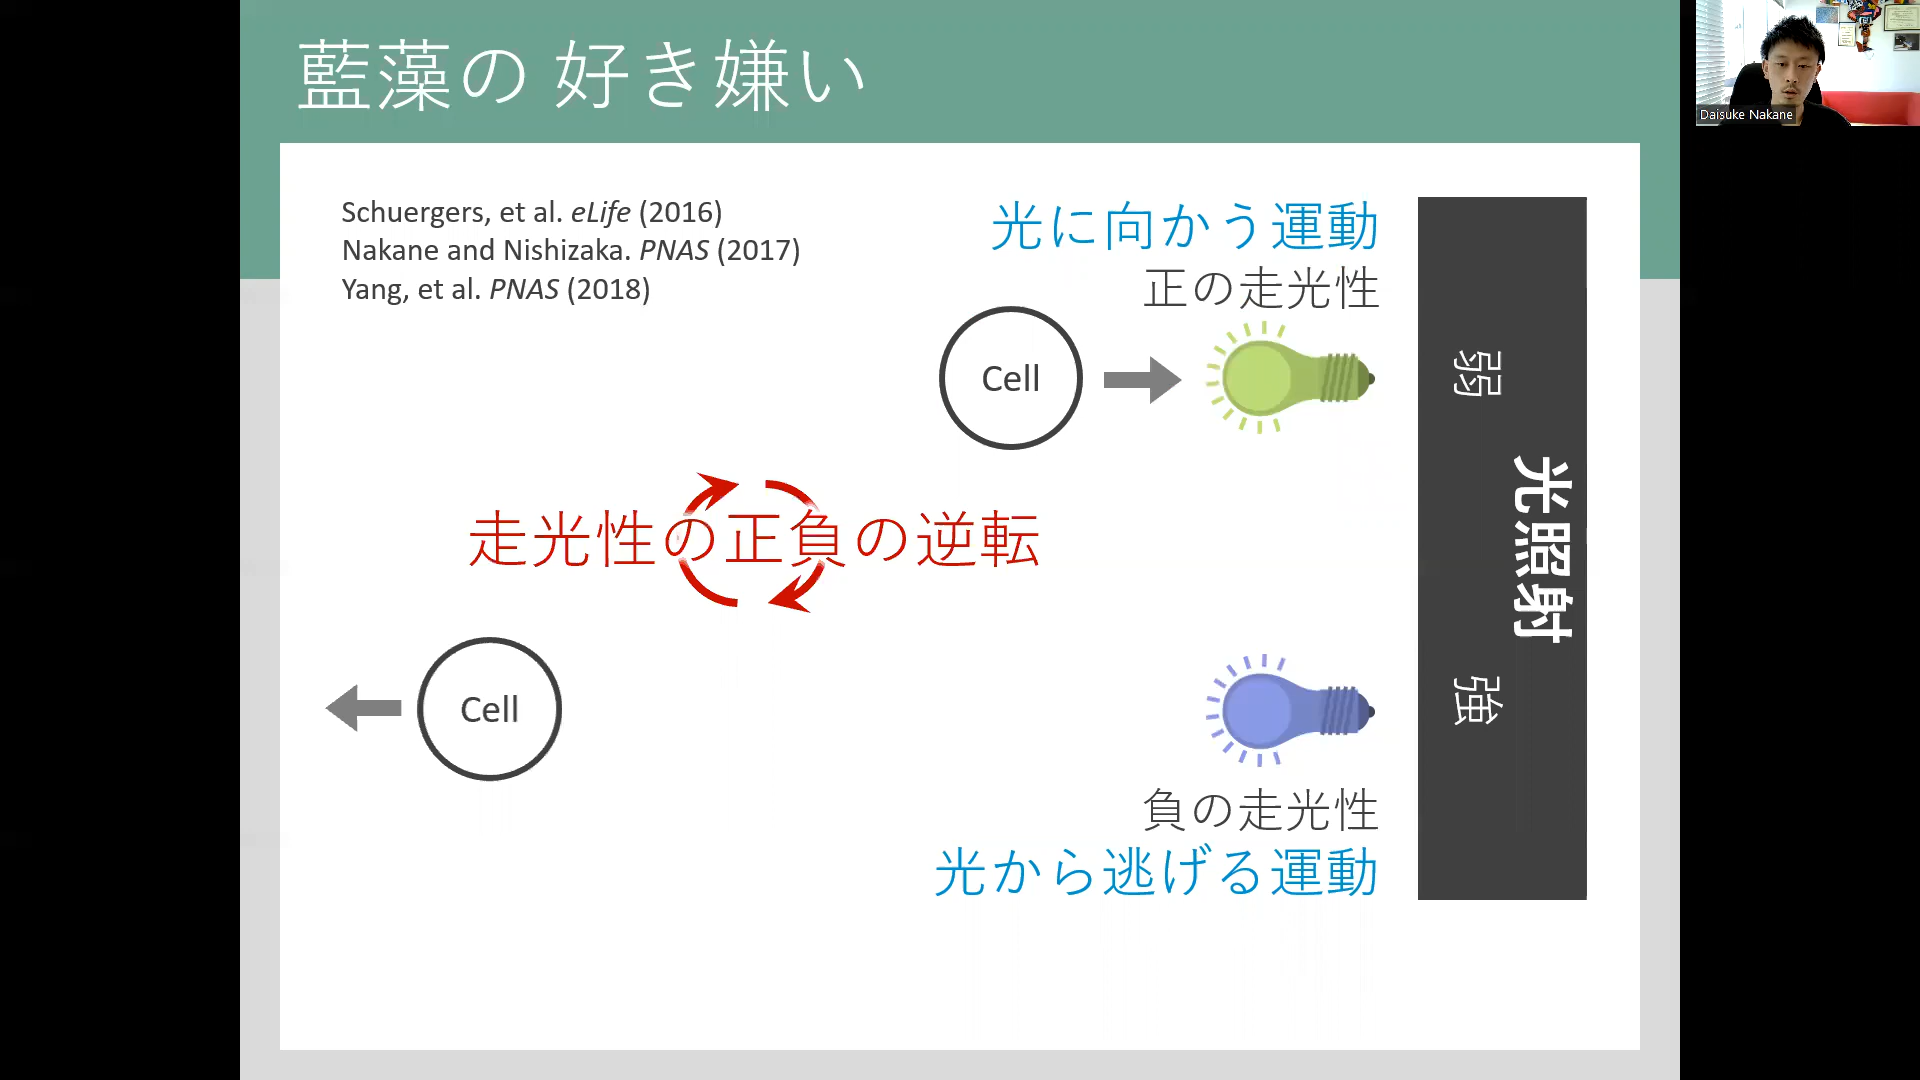 藍藻の 好き嫌い
Daisuke Nakane
Schuergers, et al. eLife (2016)
Nakane and Nishizaka. PNAS (2017)
Yang, et al. PNAS (2018)
光に向かう運動
正の走光性
Cell
弱
光照射
走光性の正負の逆転
強
Cell
負の走光性
光から逃げる運動